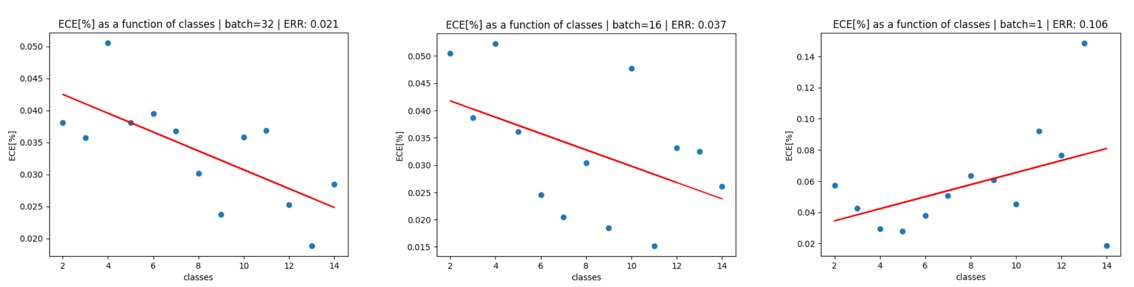 ECE[%] as a function of classes | batch=32 | ERR: 0.021
0.050
0.045
0.040
0.035
0.030
0.025
0.020
ECE[%]
2 4 6 8 10 12 14
classes
ECE[%] as a function of classes | batch=16 | ERR: 0.037
0.050
0.045
0.040
0.035
0.030
0.025
0.020
0.015
ECE[%]
2 4 6 8 10 12 14
classes
ECE[%] as a function of classes | batch=1 | ERR: 0.106
0.14
0.12
0.10
0.08
0.06
0.04
0.02
ECE[%]
2 4 6 8 10 12 14
classes